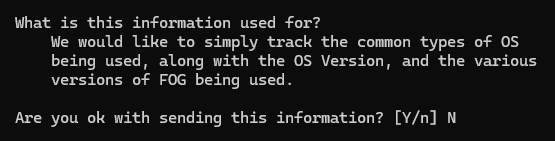 What is this information used for?
We would like to simply track the common types of OS
being used, along with the OS Version, and the various
versions of FOG being used.
Are you ok with sending this information? [Y/n] N